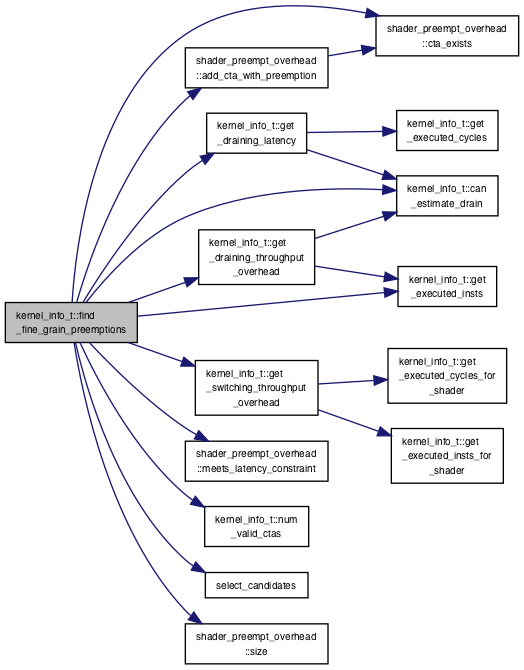 shader_preempt_overhead
::cta_exists
shader_preempt_overhead
::add_cta_with_preemption
kernel_info_t::get
_draining_latency
kernel_info_t::get
_executed_cycles
kernel_info_t::can
_estimate_drain
kernel_info_t::get
_draining_throughput
_overhead
kernel_info_t::get
_executed_insts
kernel_info_t::find
_fine_grain_preemptions
kernel_info_t::get
_switching_throughput
_overhead
kernel_info_t::get
_executed_cycles_for
_shader
kernel_info_t::get
_executed_insts_for
_shader
shader_preempt_overhead
::meets_latency_constraint
kernel_info_t::num
_valid_ctas
select_candidates
shader_preempt_overhead
::size